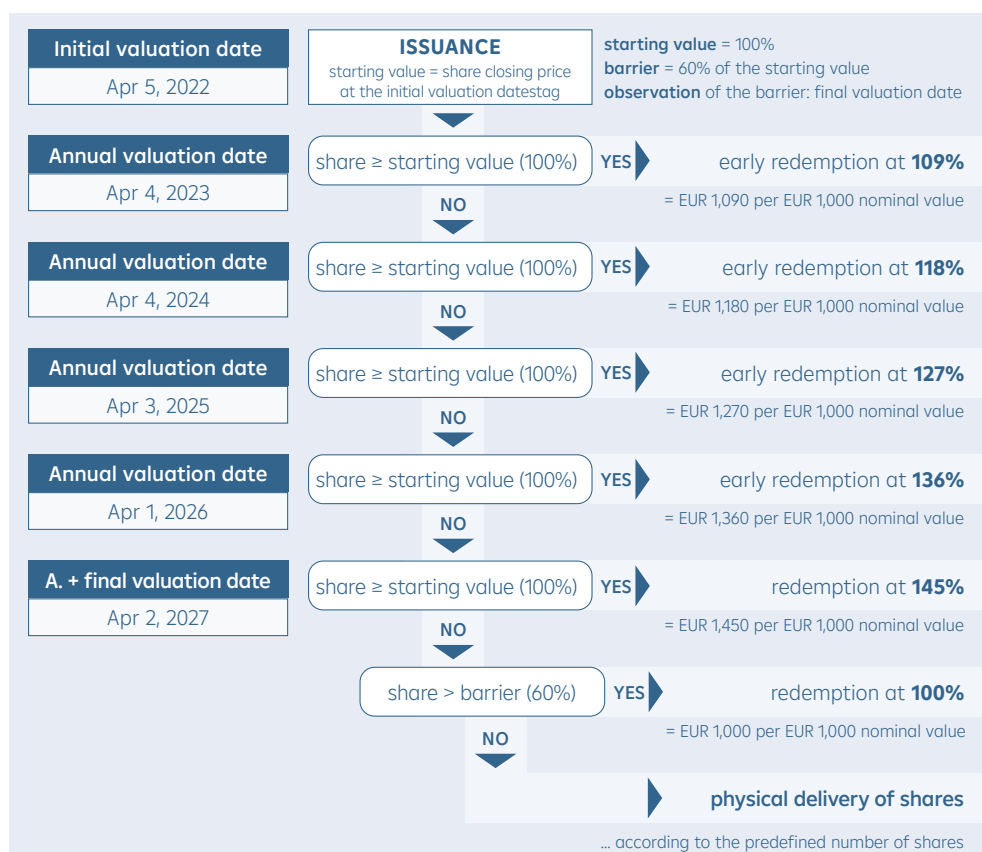 Initial valuation date
Apr 5, 2022
ISSUANCE
starting value = share closing price
at the initial valuation datestag
starting value = 100%
barrier = 60% of the starting value
observation of the barrier: final valuation date
Annual valuation date
Apr 4, 2023
share ≥ starting value (100%)
YES
early redemption at 109%
= EUR 1,090 per EUR 1,000 nominal value
NO
Annual valuation date
Apr 4, 2024
share ≥ starting value (100%)
YES
early redemption at 118%
= EUR 1,180 per EUR 1,000 nominal value
NO
Annual valuation date
Apr 3, 2025
share ≥ starting value (100%)
YES
early redemption at 127%
= EUR 1,270 per EUR 1,000 nominal value
NO
Annual valuation date
Apr 1, 2026
share ≥ starting value (100%)
YES
early redemption at 136%
= EUR 1,360 per EUR 1,000 nominal value
NO
A. + final valuation date
Apr 2, 2027
share ≥ starting value (100%)
YES
redemption at 145%
= EUR 1,450 per EUR 1,000 nominal value
NO
share > barrier (60%)
YES
redemption at 100%
= EUR 1,000 per EUR 1,000 nominal value
NO
physical delivery of shares
... according to the predefined number of shares